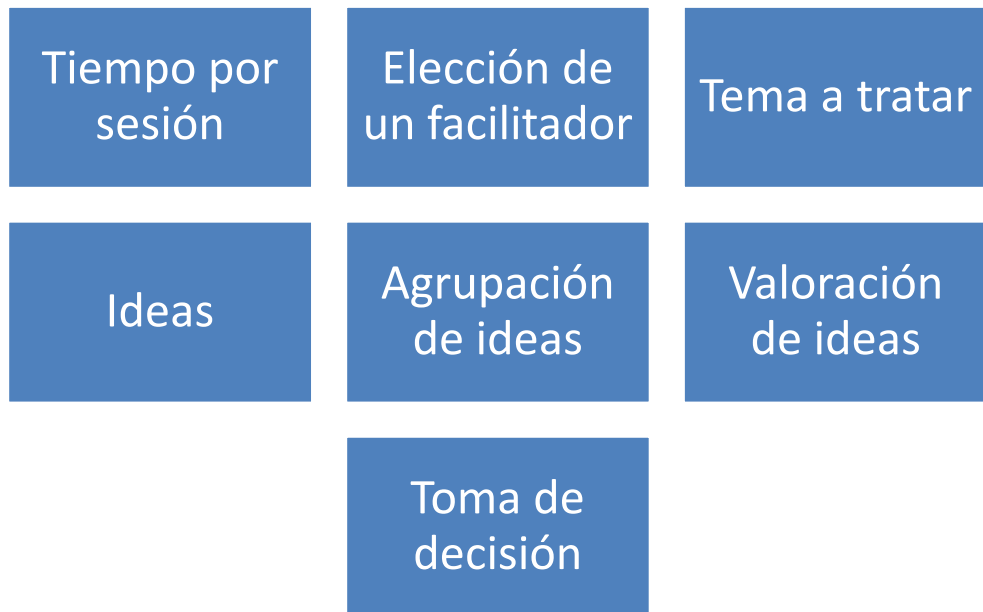 Tiempo por
sesión
Elección de
un facilitador
Tema a tratar
Ideas
Agrupación
de ideas
Valoración
de ideas
Toma de
decisión